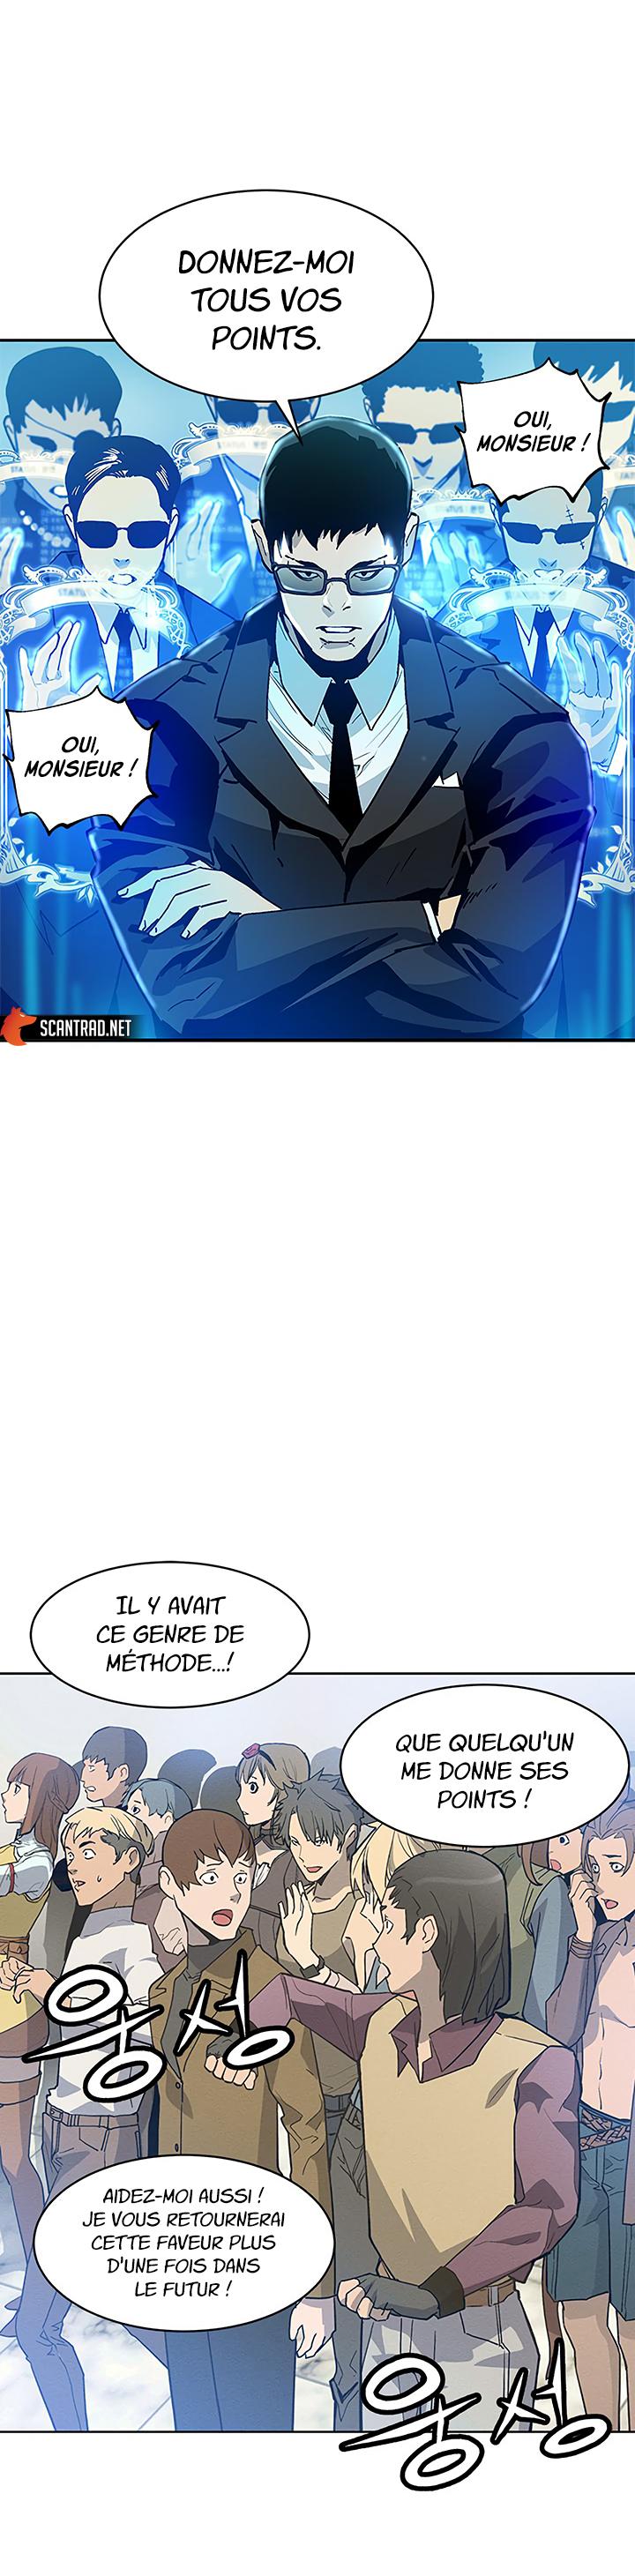 DONNEZ-MOI
TOUS VOS
POINTS.
OUI,
MONSIEUR !
OUI,
MONSIEUR !
SCANTRAD.NET
IL Y AVAIT
CE GENRE DE
MÉTHODE...!
QUE QUELQU'UN
ME DONNE SES
POINTS !
웅성
AIDEZ-MOI AUSSI !
JE VOUS RETOURNERAI
CETTE FAVEUR PLUS
D'UNE FOIS DANS
LE FUTUR !
웅성